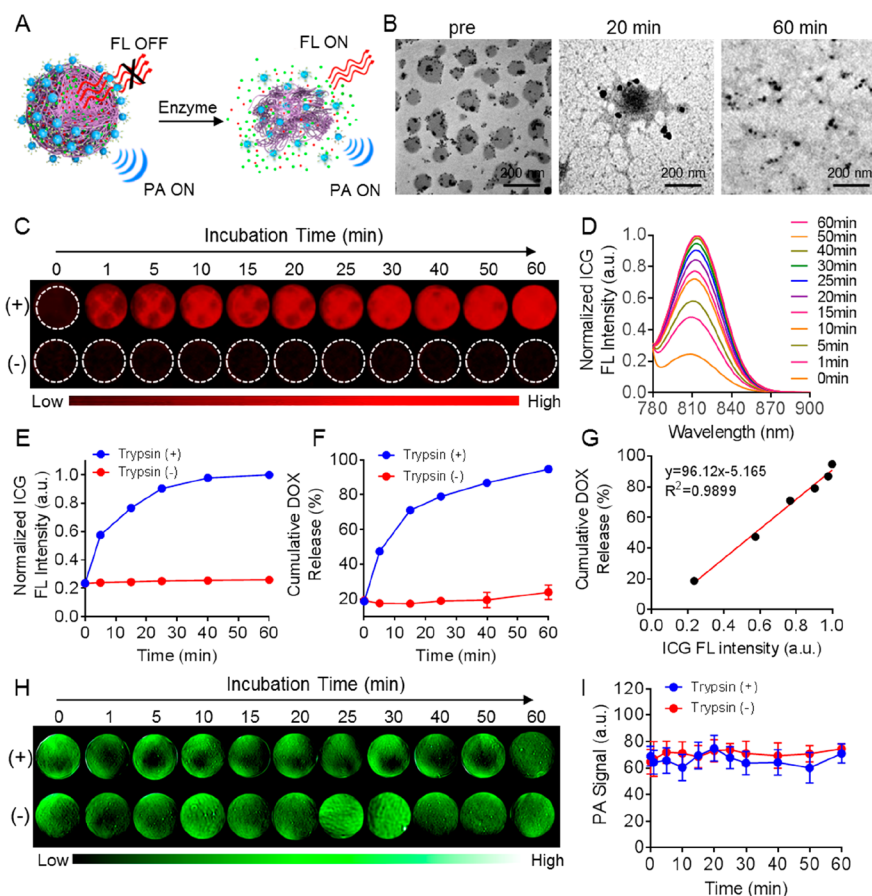 A
FL OFF
FL ON
Enzyme
PA ON
PA ON
B
pre
20 min
60 min
200 nm
200 nm
200 nm
C
Incubation Time (min)
0 1 5 10 15 20 25 30 40 50 60
(+)
(-)
Low
High
D
Normalized ICG
FL Intensity (a.u.)
1.0
0.8
0.6
0.4
0.2
0.0
780 810 840 870 900
Wavelength (nm)
60min
50min
40min
30min
25min
20min
15min
10min
5min
1min
0min
E
Trypsin (+)
Trypsin (-)
Normalized ICG
FL Intensity (a.u.)
1.0
0.8
0.6
0.4
0.2
0.0
0 10 20 30 40 50 60
Time (min)
F
Trypsin (+)
Trypsin (-)
Cumulative DOX
Release (%)
100
80
60
40
20
0 10 20 30 40 50 60
Time (min)
G
y=96.12x-5.165
R²=0.9899
Cumulative DOX
Release (%)
100
80
60
40
20
0
0.0 0.2 0.4 0.6 0.8 1.0
ICG FL intensity (a.u.)
H
Incubation Time (min)
0 1 5 10 15 20 25 30 40 50 60
(+)
(-)
Low
High
I
Trypsin (+)
Trypsin (-)
PA Signal (a.u.)
120
100
80
60
40
20
0
0 10 20 30 40 50 60
Time (min)